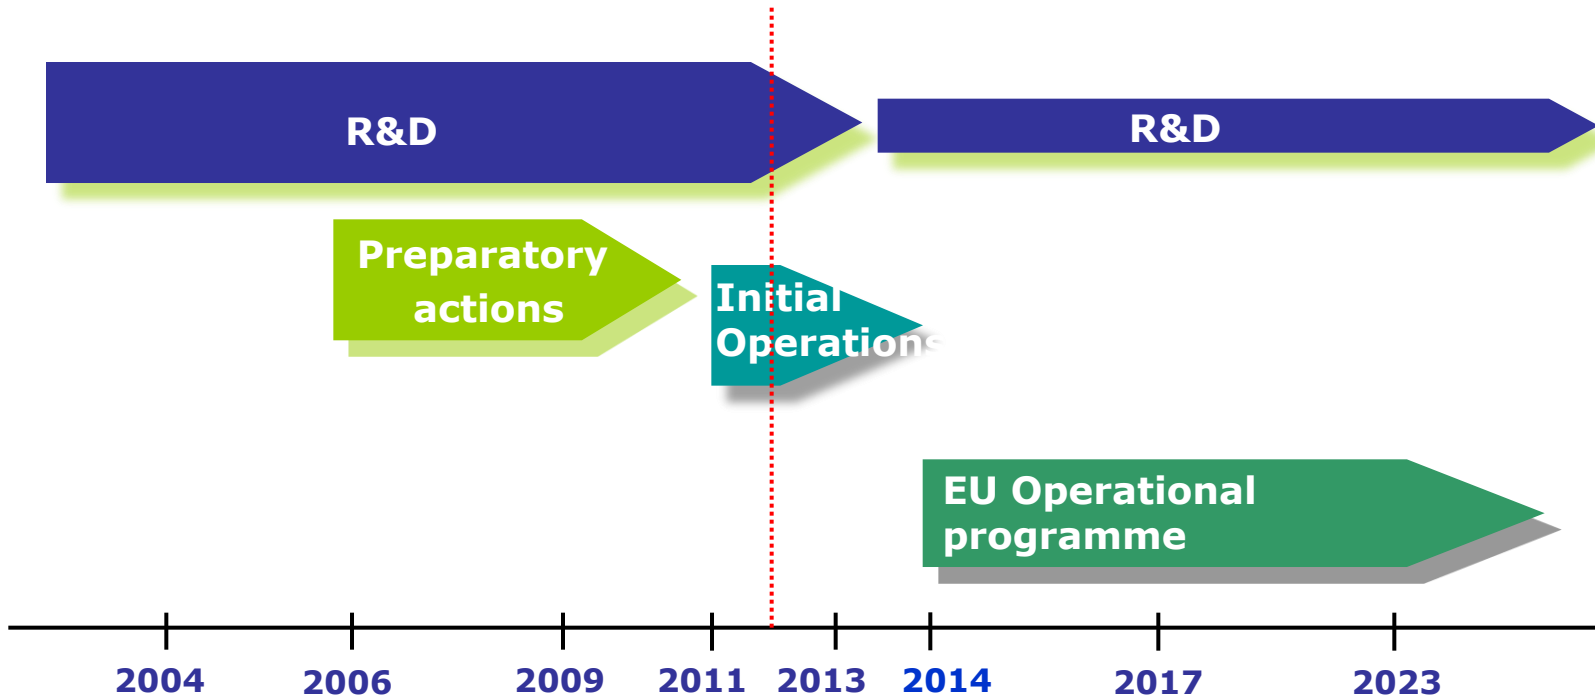 R&D
R&D
Preparatory
actions
Initial
Operations
EU Operational
programme
2004
2006
2009
2011
2013
2014
2017
2023